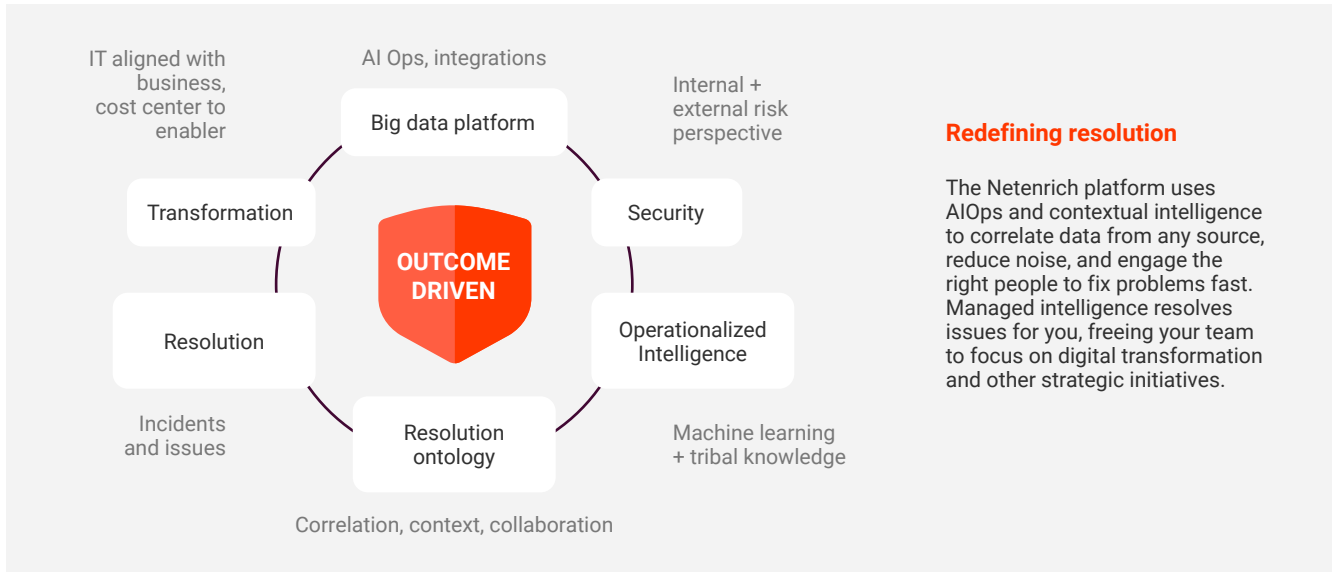 IT aligned with
business,
cost center to
enabler
AI Ops, integrations
Big data platform
Internal +
external risk
perspective
Transformation
Security
OUTCOME
DRIVEN
Resolution
Operationalized
Intelligence
Incidents
and issues
Resolution
ontology
Machine learning
+ tribal knowledge
Correlation, context, collaboration
Redefining resolution
The Netenrich platform uses
AIOps and contextual intelligence
to correlate data from any source,
reduce noise, and engage the
right people to fix problems fast.
Managed intelligence resolves
issues for you, freeing your team
to focus on digital transformation
and other strategic initiatives.